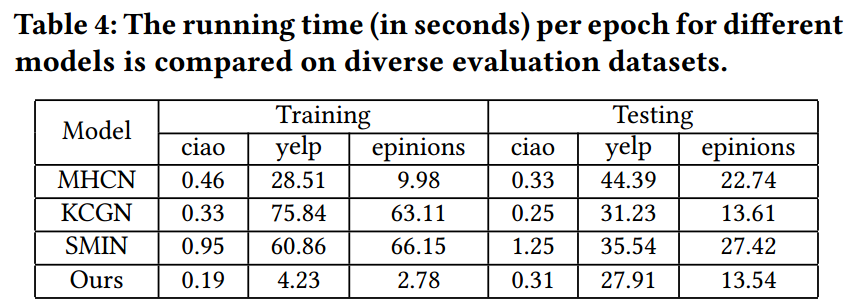 Table 4: The running time (in seconds) per epoch for different
models is compared on diverse evaluation datasets.
Model Training Testing
ciao yelp epinions ciao yelp epinions
MHCN 0.46 28.51 9.98 0.33 44.39 22.74
KCGN 0.33 75.84 63.11 0.25 31.23 13.61
SMIN 0.95 60.86 66.15 1.25 35.54 27.42
Ours 0.19 4.23 2.78 0.31 27.91 13.54